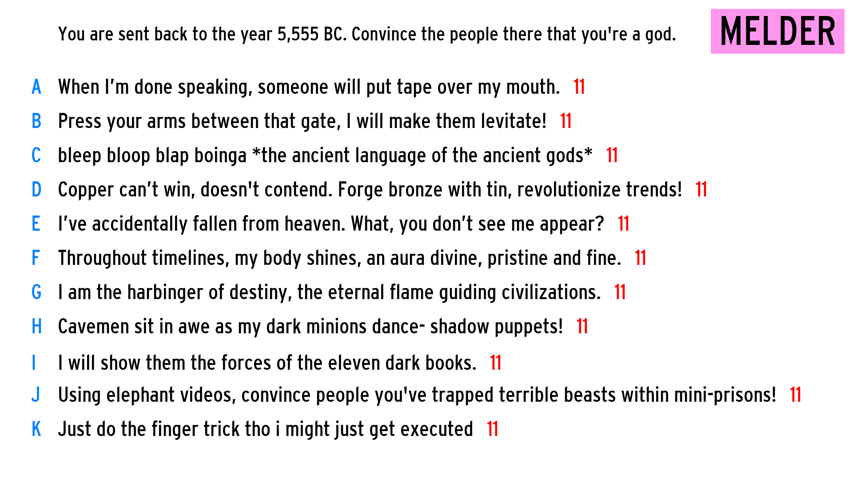 You are sent back to the year 5,555 BC. Convince the people there that you're a god.
MELDER
A When I'm done speaking, someone will put tape over my mouth. 11
B Press your arms between that gate, I will make them levitate! 11
C bleep bloop blap boinga *the ancient language of the ancient gods* 11
D Copper can't win, doesn't contend. Forge bronze with tin, revolutionize trends! 11
E I've accidentally fallen from heaven. What, you don't see me appear? 11
F Throughout timelines, my body shines, an aura divine, pristine and fine. 11
G I am the harbinger of destiny, the eternal flame guiding civilizations. 11
H Cavemen sit in awe as my dark minions dance- shadow puppets! 11
I I will show them the forces of the eleven dark books. 11
J Using elephant videos, convince people you've trapped terrible beasts within mini-prisons! 11
K Just do the finger trick tho i might just get executed 11